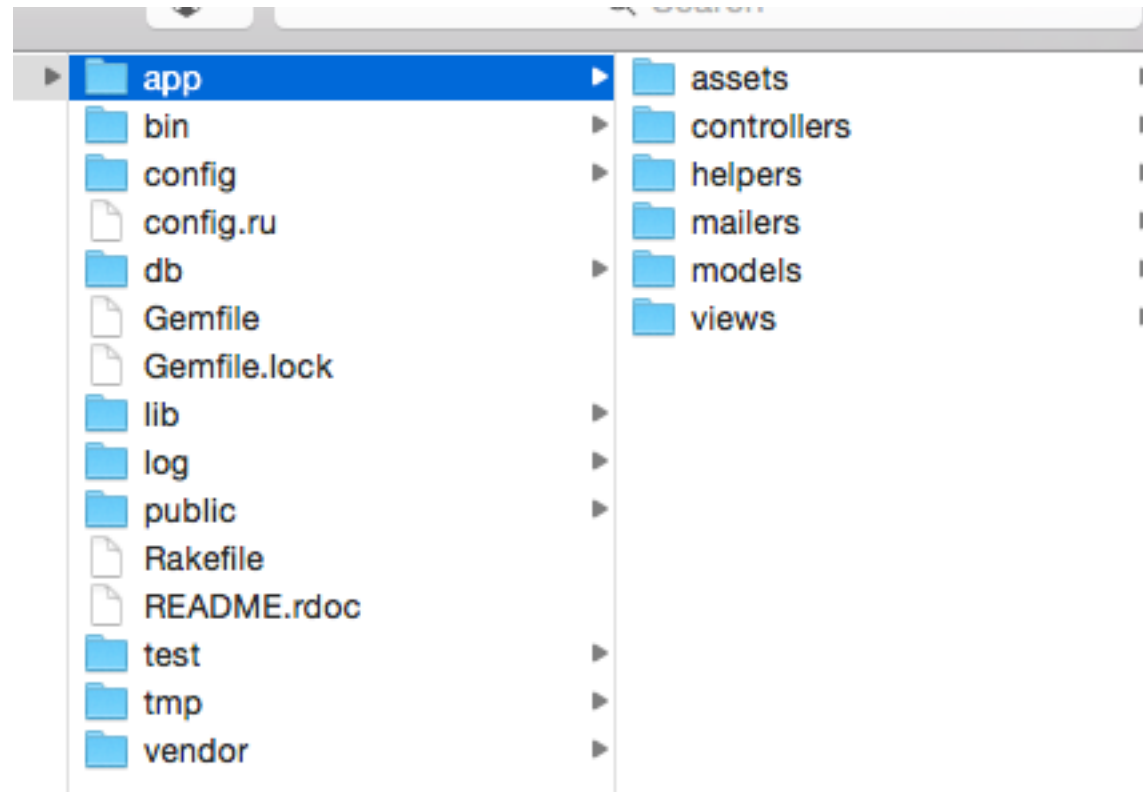 Search
app
bin
config
config.ru
db
Gemfile
Gemfile.lock
lib
log
public
Rakefile
README.rdoc
test
tmp
vendor
assets
controllers
helpers
mailers
models
views